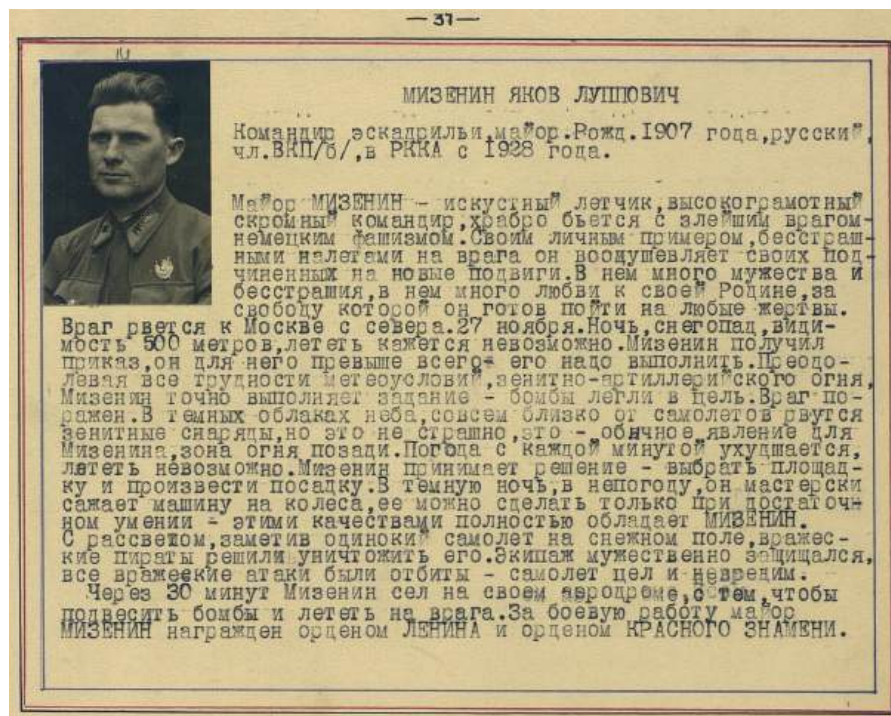 — 37 —
МИЗЕНИН ЯКОВ ЛУППОВИЧ
Командир эскадрильи,майор.Рожд.1907 года,русский,
чл.ВКП/б/,в РККА с 1928 года.
Майор МИЗЕНИН - искустный летчик,высокограмотный
скромный командир,храбро бьется с злейшим врагом-
немецким фашизмом.Своим личным примером,бесстраш-
ными налетами на врага он воодушевляет своих под-
чиненных на новые подвиги.В нем много мужества и
бесстрашия,в нем много любви к своей Родине,за
свободу которой он готов пойти на любые жертвы.
Враг рвется к Москве с севера.27 ноября.Ночь,снегопад,види-
мость 500 метров,лететь кажется невозможно.Мизенин получил
приказ,он для него превыше всего- его надо выполнить.Преодо-
левая все трудности метеоусловий,зенитно-артиллерийского огня,
Мизенин точно выполняет задание - бомбы легли в цель.Враг по-
ражен.В темных облаках неба,совсем близко от самолетов рвутся
зенитные снаряды,но это не страшно,это - обычное явление для
Мизенина,зона огня позади.Погода с каждой минутой ухудшается,
лететь невозможно.Мизенин принимает решение - выбрать площад-
ку и произвести посадку.В темную ночь,в непогоду,он мастерски
сажает машину на колеса,ее можно сделать только при достаточ-
ном умении - этими качествами полностью обладает МИЗЕНИН.
С рассветом,заметив одинокий самолет на снежном поле,вражес-
кие пираты решили уничтожить его.Экипаж мужественно защищался,
все вражеские атаки были отбиты - самолет цел и невредим.
Через 30 минут Мизенин сел на своем аэродроме,с тем,чтобы
подвесить бомбы и лететь на врага.За боевую работу майор
МИЗЕНИН награжден орденом ЛЕНИНА и орденом КРАСНОГО ЗНАМЕНИ.